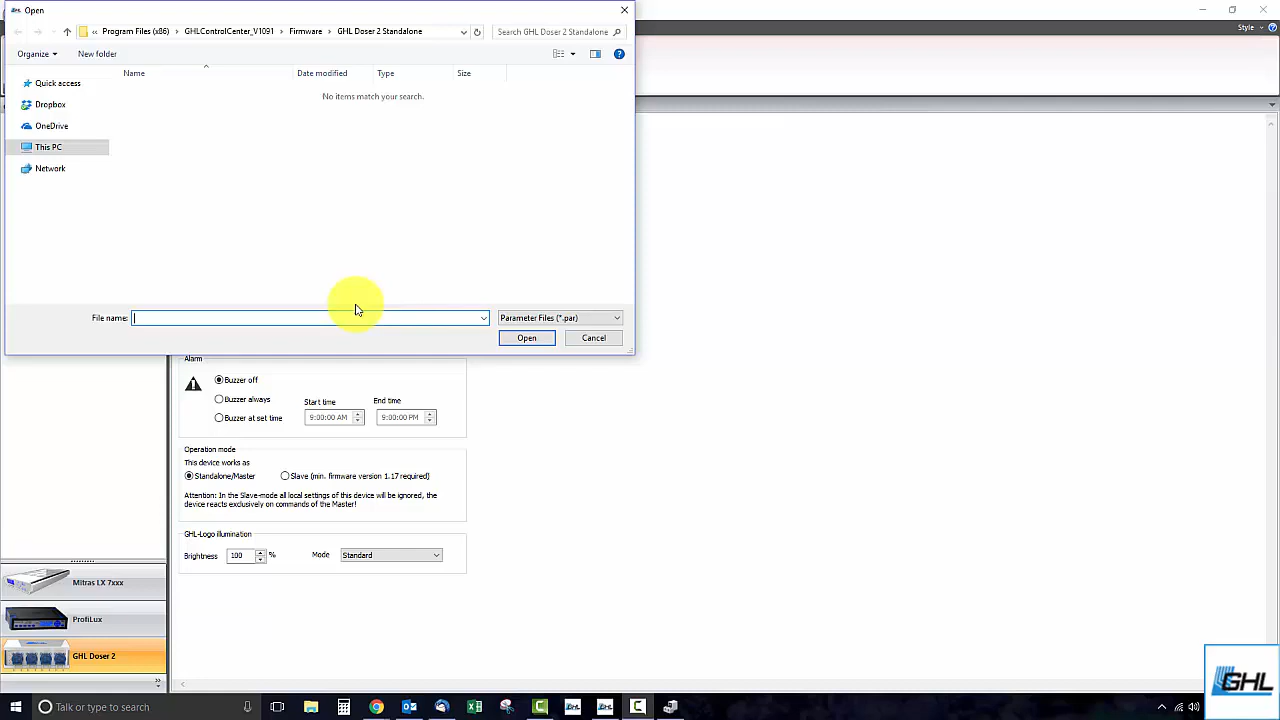 Open
Style
« Program Files (x86) › GHLControlCenter_V1091 › Firmware › GHL Doser 2 Standalone
Search GHL Doser 2 Standalone
Organize
New folder
Name
Date modified
Type
Size
No items match your search.
Quick access
Dropbox
OneDrive
This PC
Network
File name:
Parameter Files (*.par)
Open
Cancel
Alarm
Buzzer off
Buzzer always
Start time
End time
Buzzer at set time
9:00:00 AM
9:00:00 PM
Operation mode
This device works as
Standalone/Master
Slave (min. firmware version 1.17 required)
Attention: In the Slave-mode all local settings of this device will be ignored, the
device reacts exclusively on commands of the Master!
GHL-Logo illumination
Brightness
100
%
Mode
Standard
Mitras LX 7xxx
ProfiLux
GHL Doser 2
Type here to search
GHL